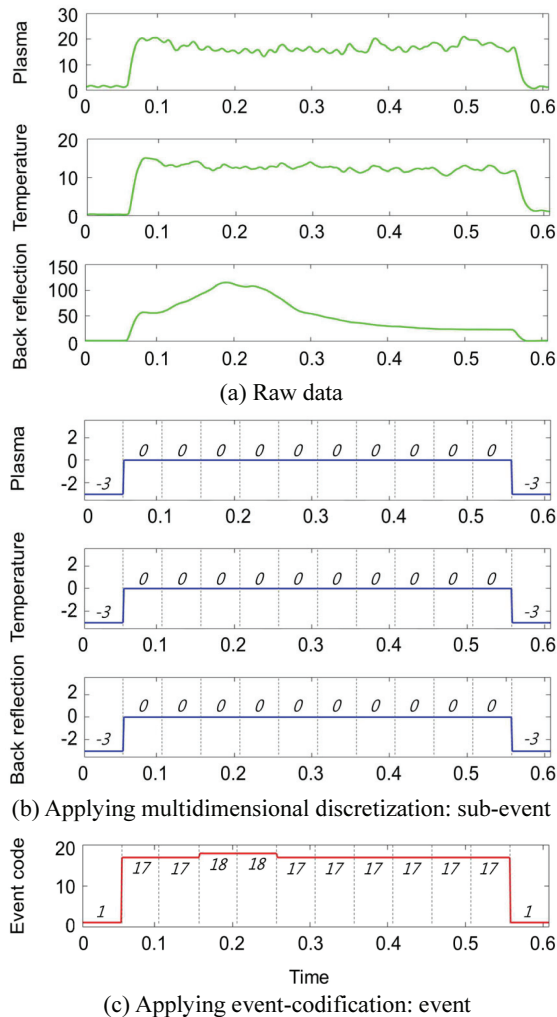 Plasma
30
20
10
0
0 0.1 0.2 0.3 0.4 0.5 0.6
Temperature
20
10
0
0 0.1 0.2 0.3 0.4 0.5 0.6
Back reflection
150
100
50
0
0 0.1 0.2 0.3 0.4 0.5 0.6
(a) Raw data
Plasma
2
0
-2
-3 0 0 0 0 0 0 0 0 0 0 -3
0 0.1 0.2 0.3 0.4 0.5 0.6
Temperature
2
0
-2
-3 0 0 0 0 0 0 0 0 0 0 -3
0 0.1 0.2 0.3 0.4 0.5 0.6
Back reflection
2
0
-2
-3 0 0 0 0 0 0 0 0 0 0 -3
0 0.1 0.2 0.3 0.4 0.5 0.6
(b) Applying multidimensional discretization: sub-event
Event code
20
10
0
1 17 17 18 18 17 17 17 17 17 17 1
0 0.1 0.2 0.3 0.4 0.5 0.6
Time
(c) Applying event-codification: event